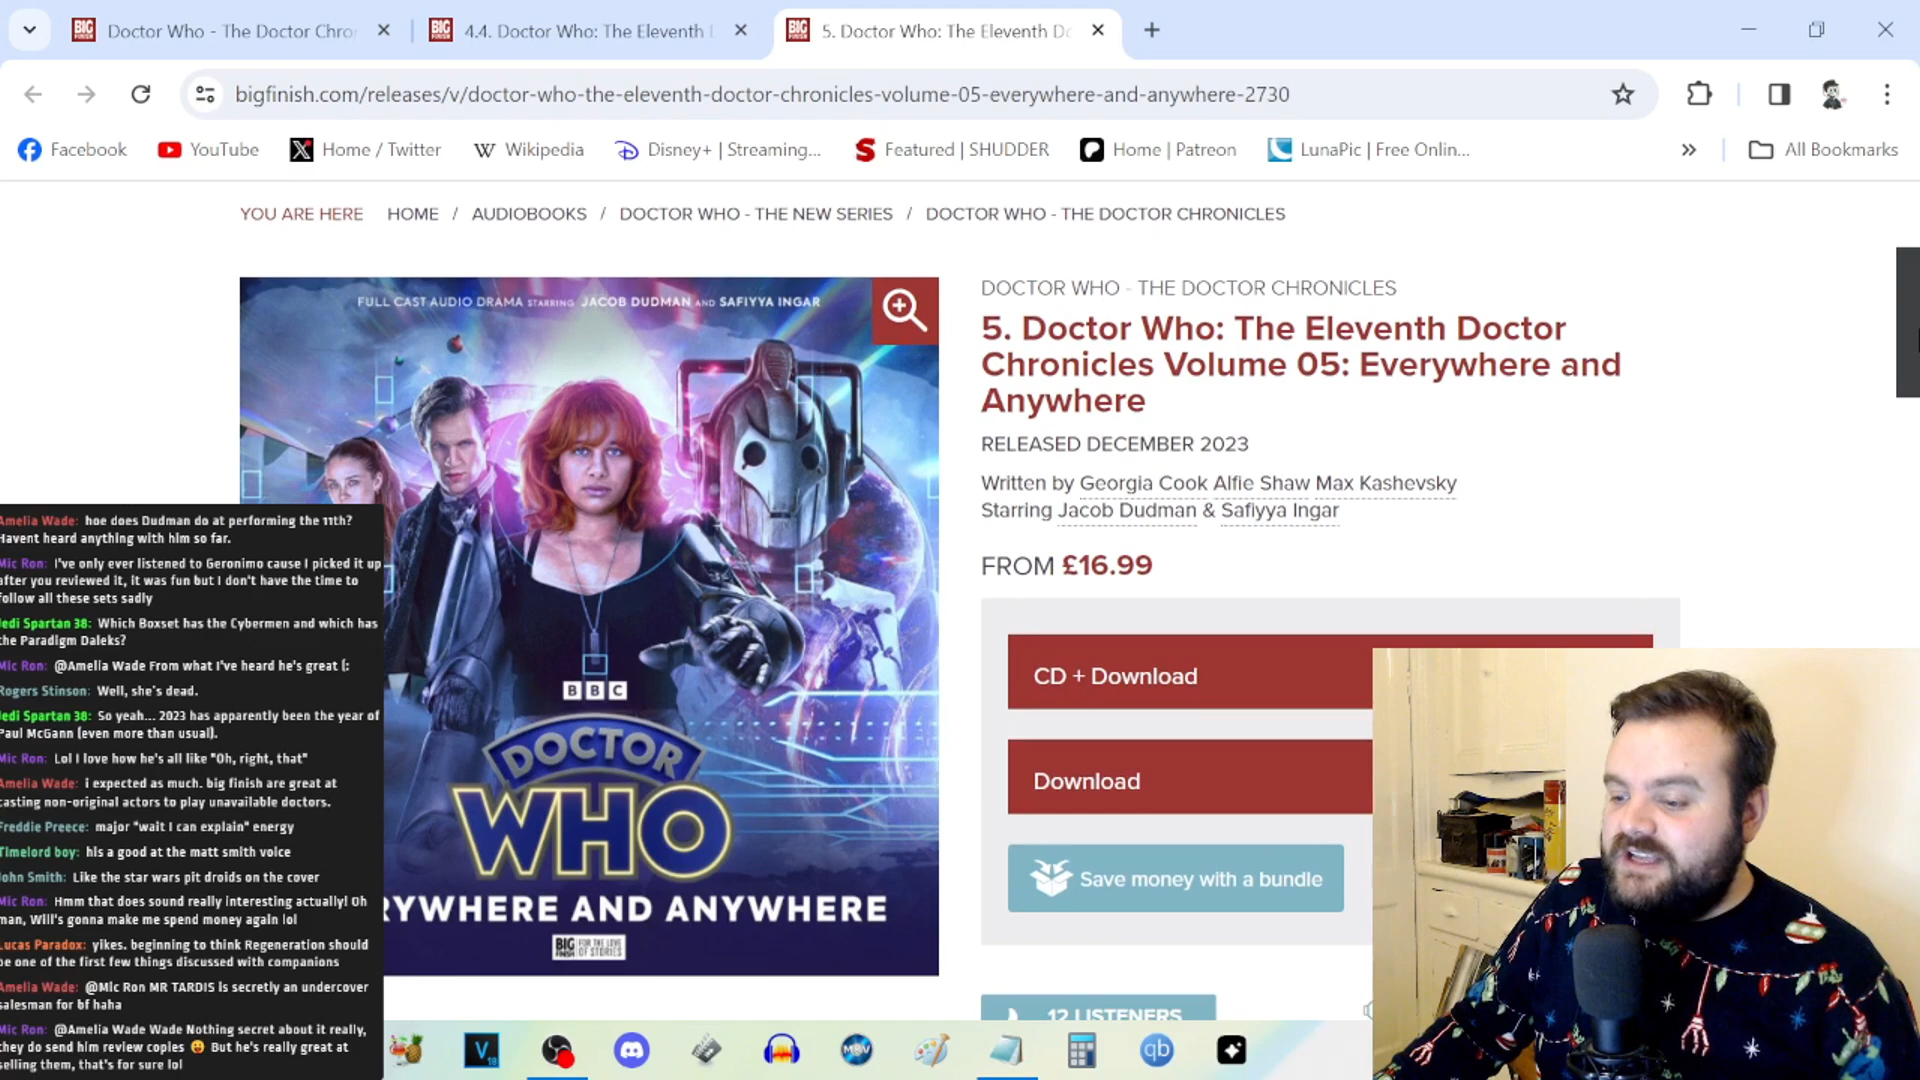 Doctor Who - The Doctor Chro
4.4. Doctor Who: The Eleventh D
5. Doctor Who: The Eleventh Do
bigfinish.com/releases/v/doctor-who-the-eleventh-doctor-chronicles-volume-05-everywhere-and-anywhere-2730
Facebook
YouTube
Home / Twitter
Wikipedia
Disney+ | Streaming...
Featured | SHUDDER
Home | Patreon
LunaPic | Free Onlin...
All Bookmarks
YOU ARE HERE HOME / AUDIOBOOKS / DOCTOR WHO - THE NEW SERIES / DOCTOR WHO - THE DOCTOR CHRONICLES
FULL CAST AUDIO DRAMA STARRING JACOB DUDMAN AND SAFIYYA INGAR
BBC
DOCTOR
WHO
RYWHERE AND ANYWHERE
BIG FINISH FOR THE LOVE OF STORIES
DOCTOR WHO - THE DOCTOR CHRONICLES
5. Doctor Who: The Eleventh Doctor
Chronicles Volume 05: Everywhere and
Anywhere
RELEASED DECEMBER 2023
Written by Georgia Cook Alfie Shaw Max Kashevsky
Starring Jacob Dudman & Safiyya Ingar
FROM £16.99
CD + Download
Download
Save money with a bundle
12 LISTENERS
Amelia Wade: hoe does Dudman do at performing the 11th?
Havent heard anything with him so far.
Mic Ron: I've only ever listened to Geronimo cause I picked it up
after you reviewed it, it was fun but I don't have the time to
follow all these sets sadly
Jedi Spartan 38: Which Boxset has the Cybermen and which has
the Paradigm Daleks?
Mic Ron: @Amelia Wade From what I've heard he's great (:
Rogers Stinson: Well, she's dead.
Jedi Spartan 38: So yeah... 2023 has apparently been the year of
Paul McGann (even more than usual).
Mic Ron: Lol I love how he's all like "Oh, right, that"
Amelia Wade: i expected as much. big finish are great at
casting non-original actors to play unavailable doctors.
Freddie Preece: major "wait I can explain" energy
Timelord boy: his a good at the matt smith voice
John Smith: Like the star wars pit droids on the cover
Mic Ron: Hmm that does sound really interesting actually! Oh
man, Will's gonna make me spend money again lol
Lucas Paradox: yikes. beginning to think Regeneration should
be one of the first few things discussed with companions
Amelia Wade: @Mic Ron MR TARDIS is secretly an undercover
salesman for bf haha
Mic Ron: @Amelia Wade Wade Nothing secret about it really,
they do send him review copies 😛 But he's really great at
selling them, that's for sure lol